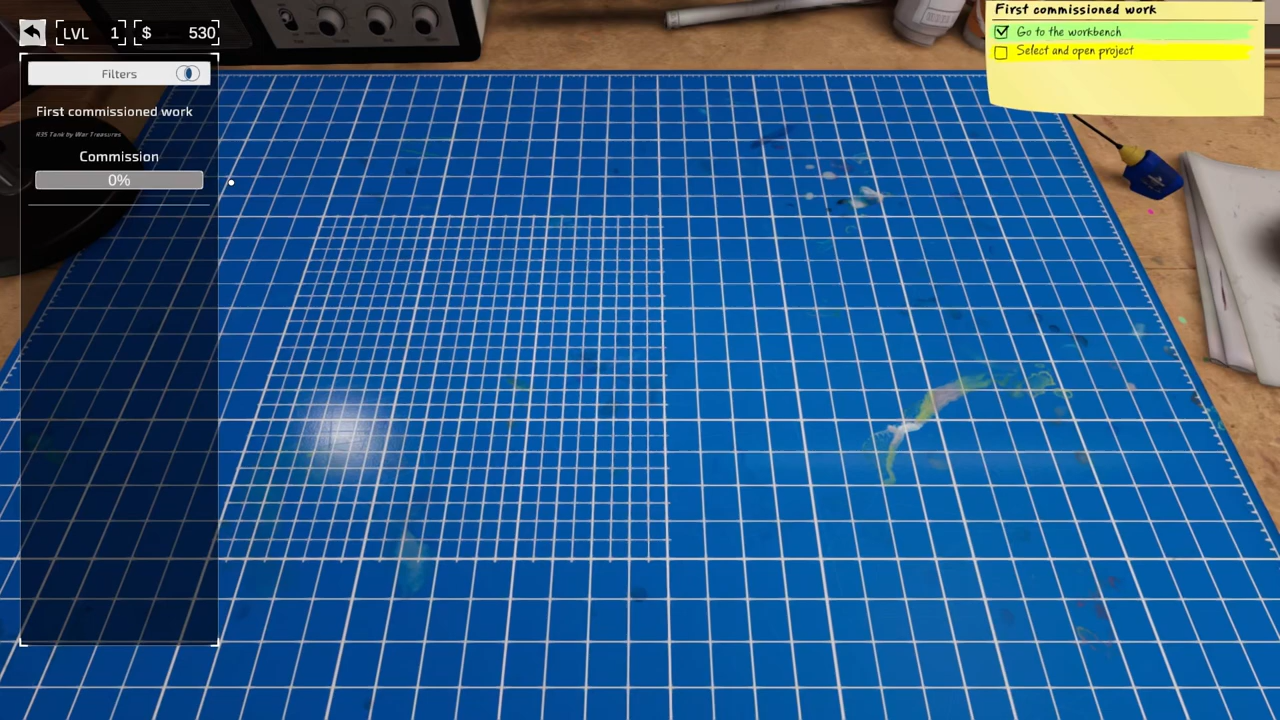 LVL 1 $ 530
Filters
First commissioned work
R35 Tank by War Treasures
Commission
0%
First commissioned work
Go to the workbench
Select and open project